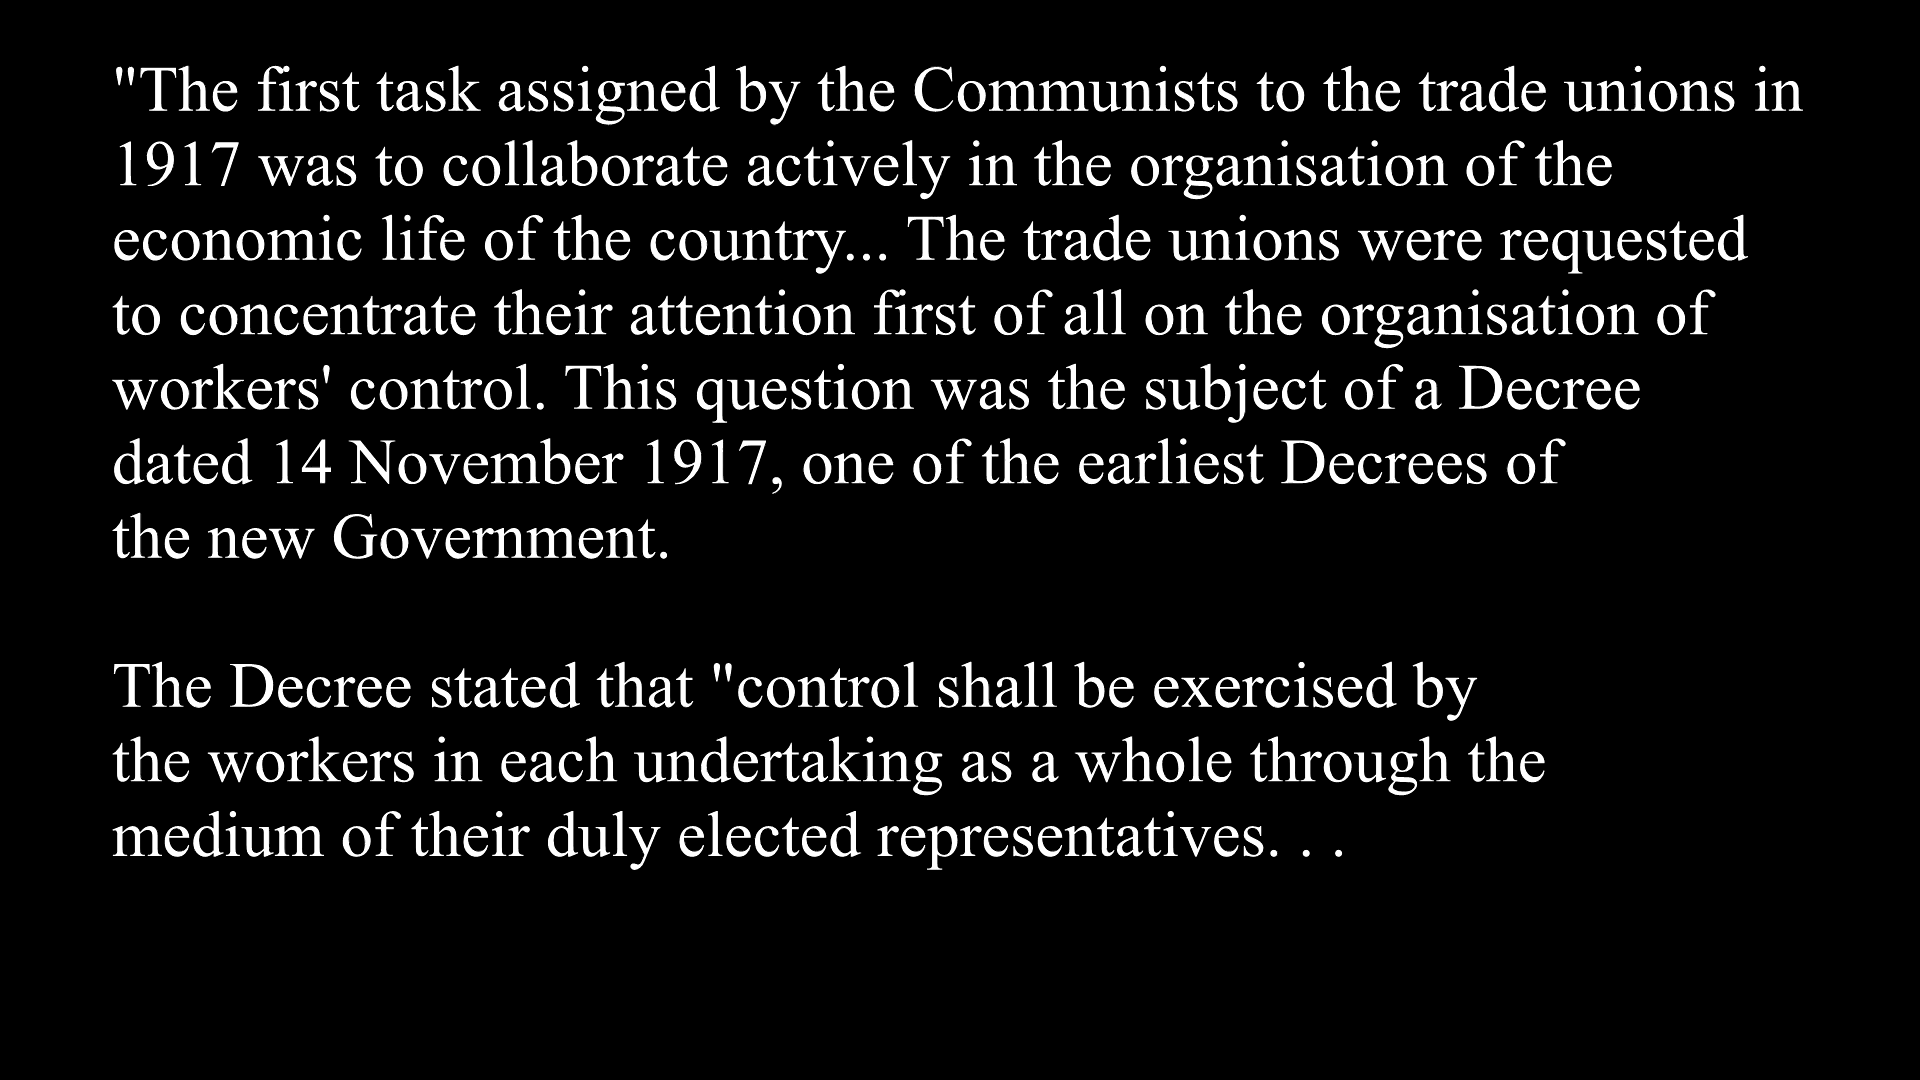 "The first task assigned by the Communists to the trade unions in
1917 was to collaborate actively in the organisation of the
economic life of the country... The trade unions were requested
to concentrate their attention first of all on the organisation of
workers' control. This question was the subject of a Decree
dated 14 November 1917, one of the earliest Decrees of
the new Government.
The Decree stated that "control shall be exercised by
the workers in each undertaking as a whole through the
medium of their duly elected representatives. . .